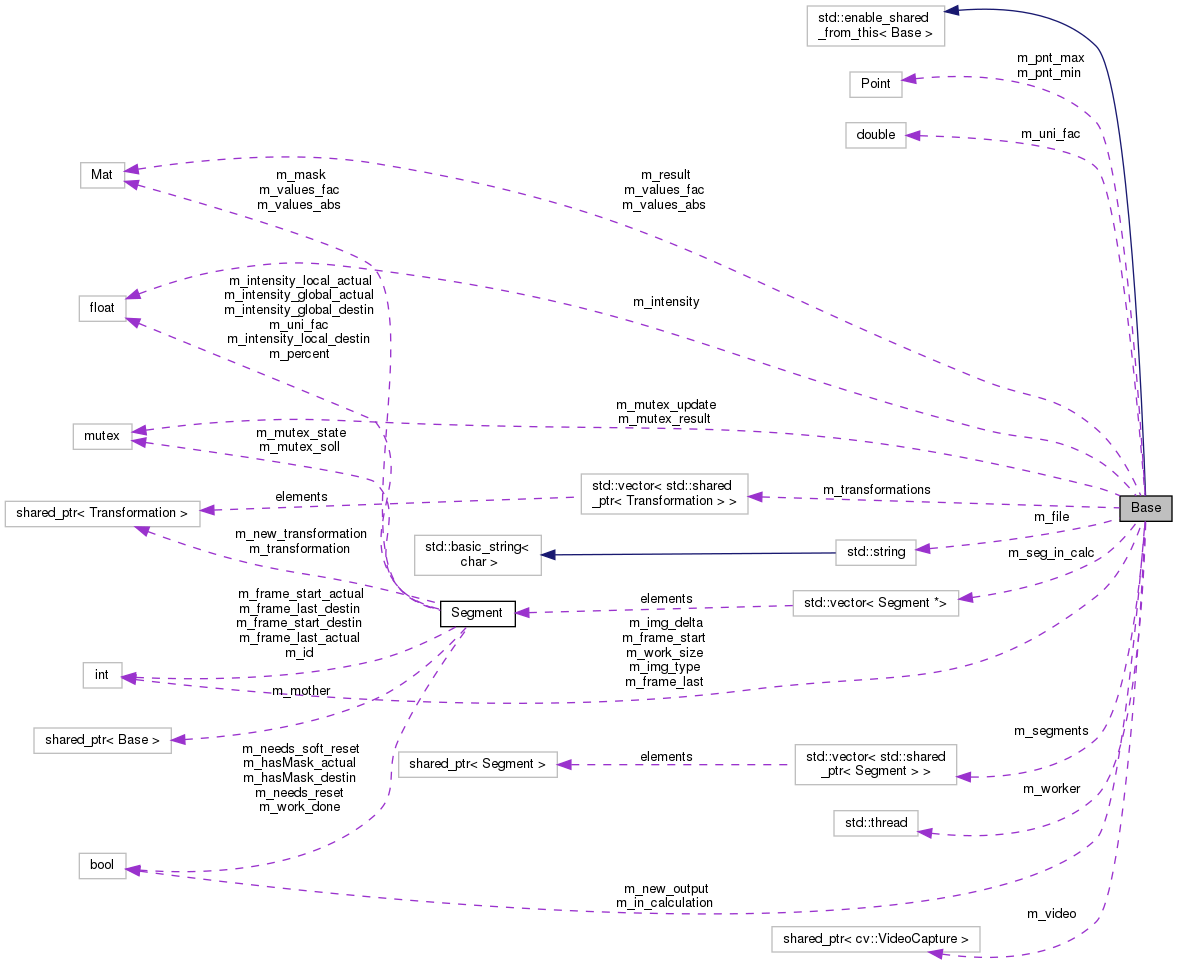 std::enable_shared
_from_this< Base >
m_pnt_max
m_pnt_min
Point
double
m_uni_fac
Mat
m_mask
m_values_fac
m_values_abs
m_result
m_values_fac
m_values_abs
float
m_intensity_local_actual
m_intensity_global_actual
m_intensity_global_destin
m_uni_fac
m_intensity_local_destin
m_percent
m_intensity
mutex
m_mutex_state
m_mutex_soll
m_mutex_update
m_mutex_result
shared_ptr< Transformation >
elements
std::vector< std::shared
_ptr< Transformation > >
m_transformations
Base
m_new_transformation
m_transformation
std::basic_string<
char >
std::string
m_file
m_seg_in_calc
Segment
elements
std::vector< Segment *>
m_frame_start_actual
m_frame_last_destin
m_frame_start_destin
m_frame_last_actual
m_id
m_img_delta
m_frame_start
m_work_size
m_img_type
m_frame_last
int
m_mother
shared_ptr< Base >
m_needs_soft_reset
m_hasMask_actual
m_hasMask_destin
m_needs_reset
m_work_done
shared_ptr< Segment >
elements
std::vector< std::shared
_ptr< Segment > >
m_segments
m_worker
std::thread
bool
m_new_output
m_in_calculation
m_video
shared_ptr< cv::VideoCapture >